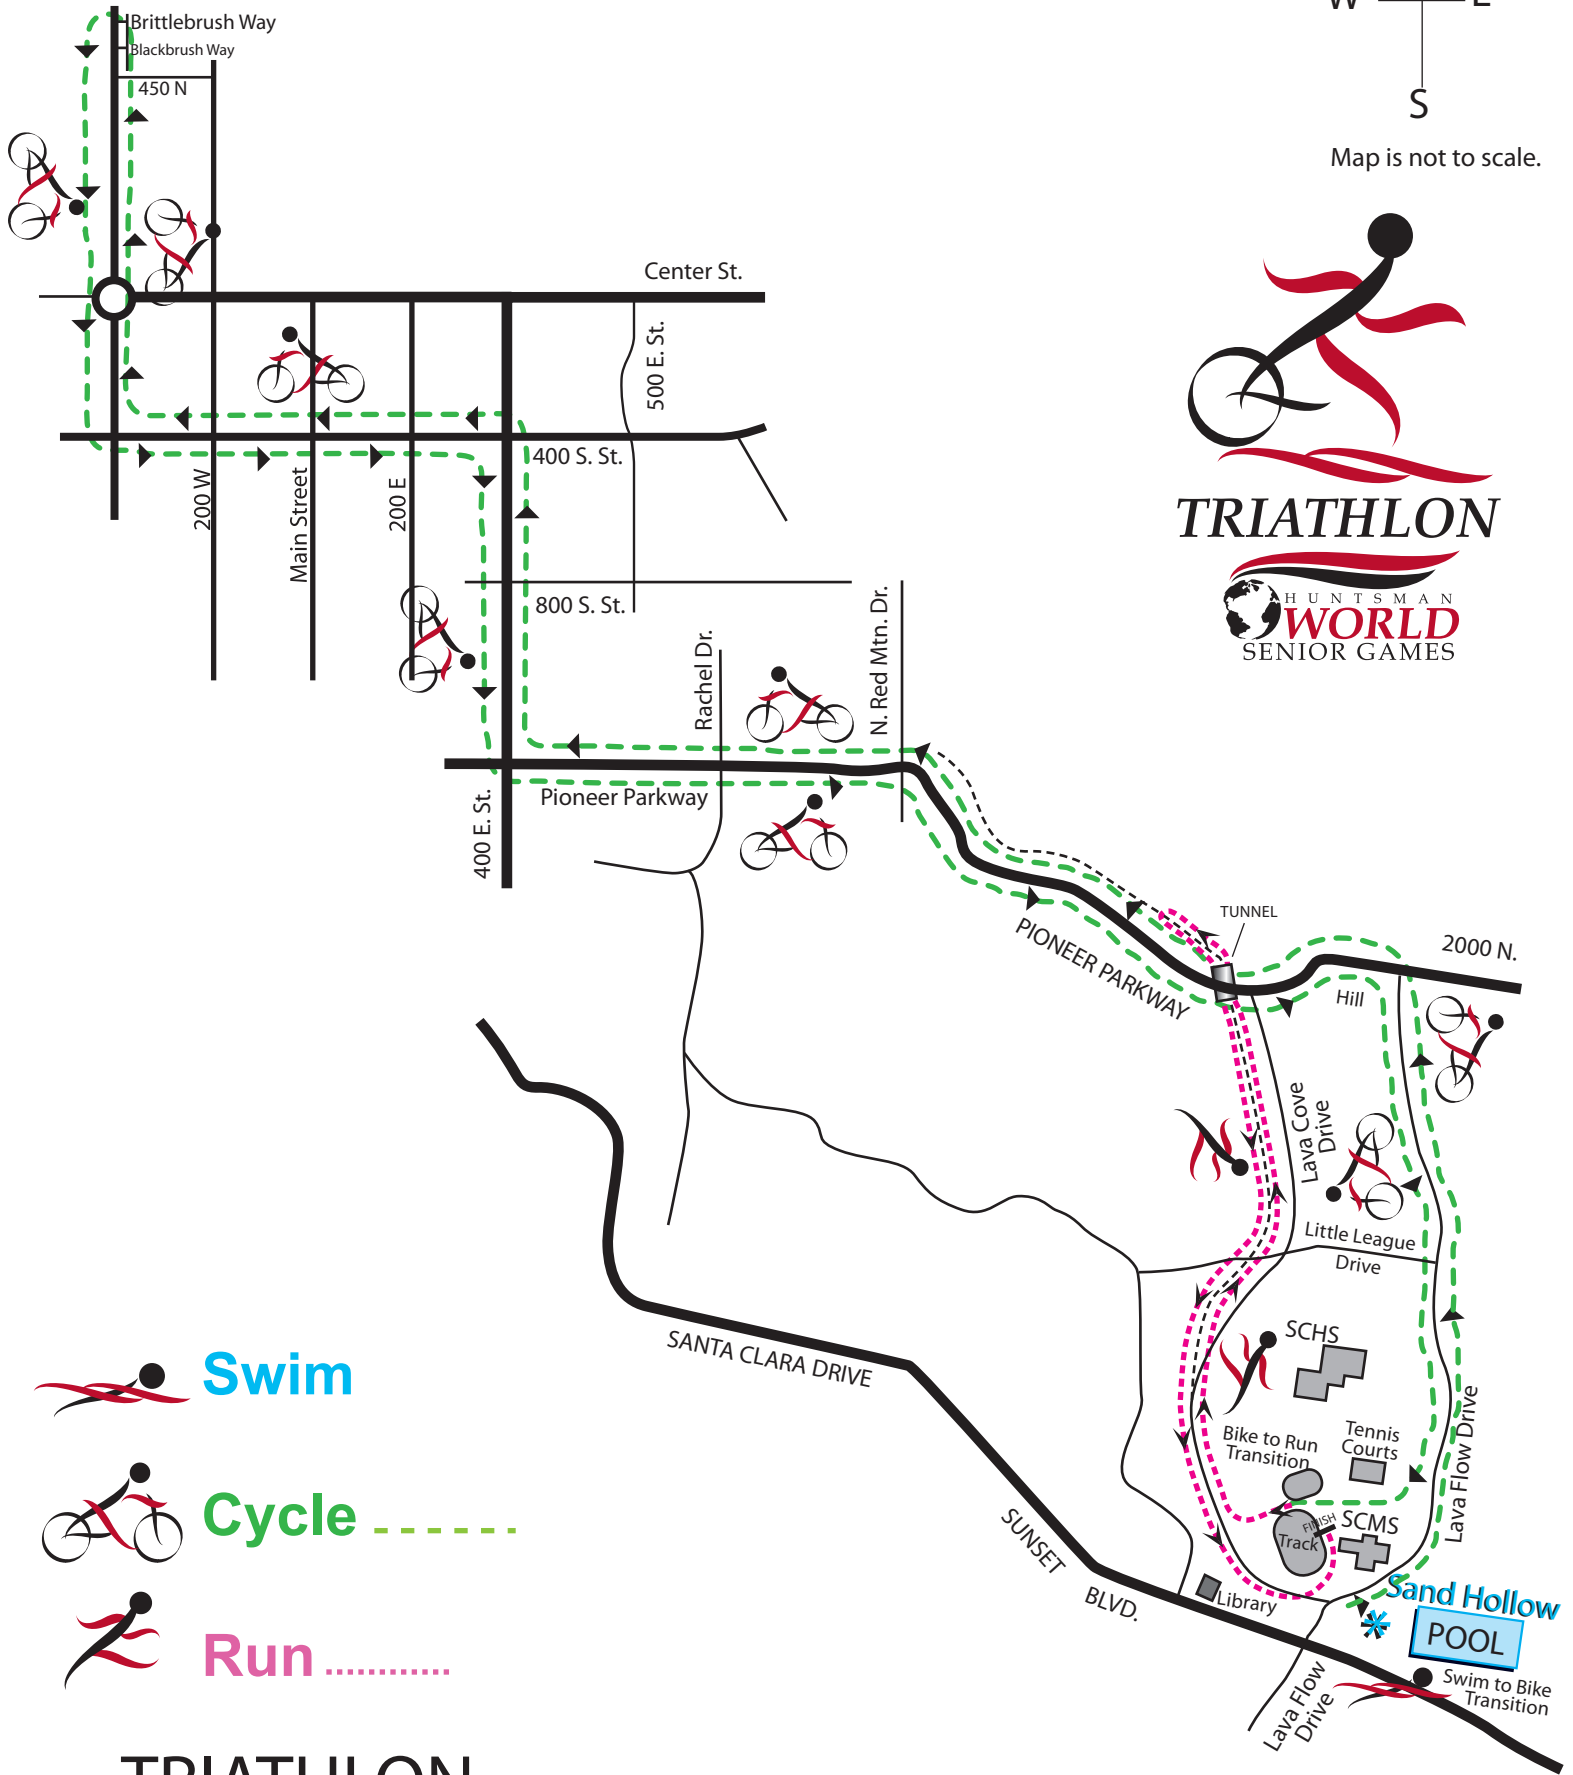 W
E
S
Map is not to scale.
Brittlebrush Way
Blackbrush Way
450 N
Center St.
500 E. St.
400 S. St.
200 W
Main Street
200 E
800 S. St.
TRIATHLON
HUNTSMAN
WORLD
SENIOR GAMES
Rachel Dr.
N. Red Mtn. Dr.
Pioneer Parkway
400 E. St.
TUNNEL
2000 N.
PIONEER PARKWAY
Hill
Lava Cove
Drive
Little League
Drive
SANTA CLARA DRIVE
SCHS
Bike to Run
Transition
Tennis
Courts
Lava Flow Drive
FINISH
SCMS
Track
SUNSET
BLVD.
Library
Sand Hollow
POOL
Swim to Bike
Transition
Lava Flow
Drive
Swim
Cycle
Run
TRIATHLON